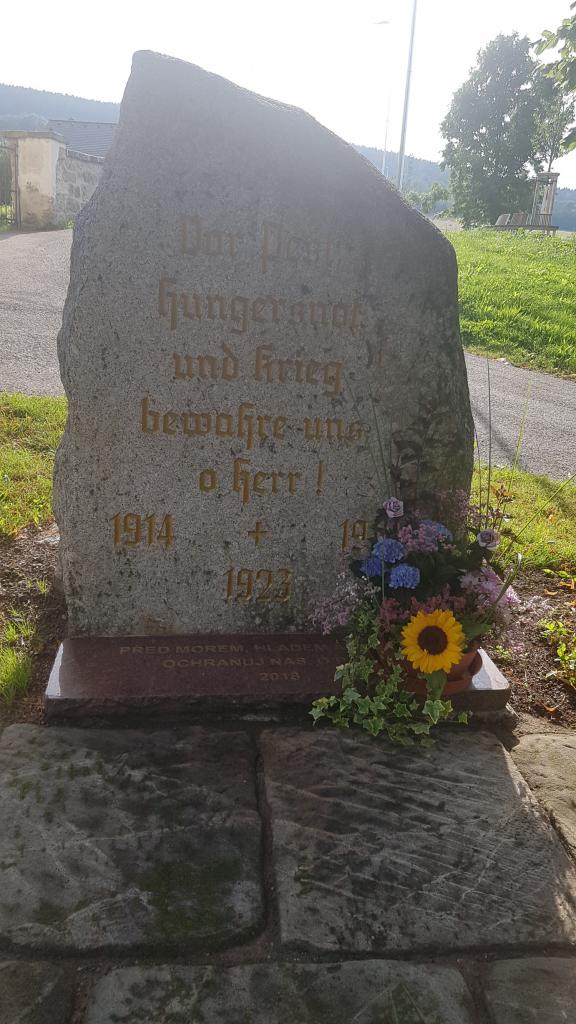 Vor Pest,
Hungersnot
und Krieg
bewahre uns
o Herr !
1914 + 19
1923
PŘED MOREM, HLADEM
OCHRANUJ NÁS, O
2018